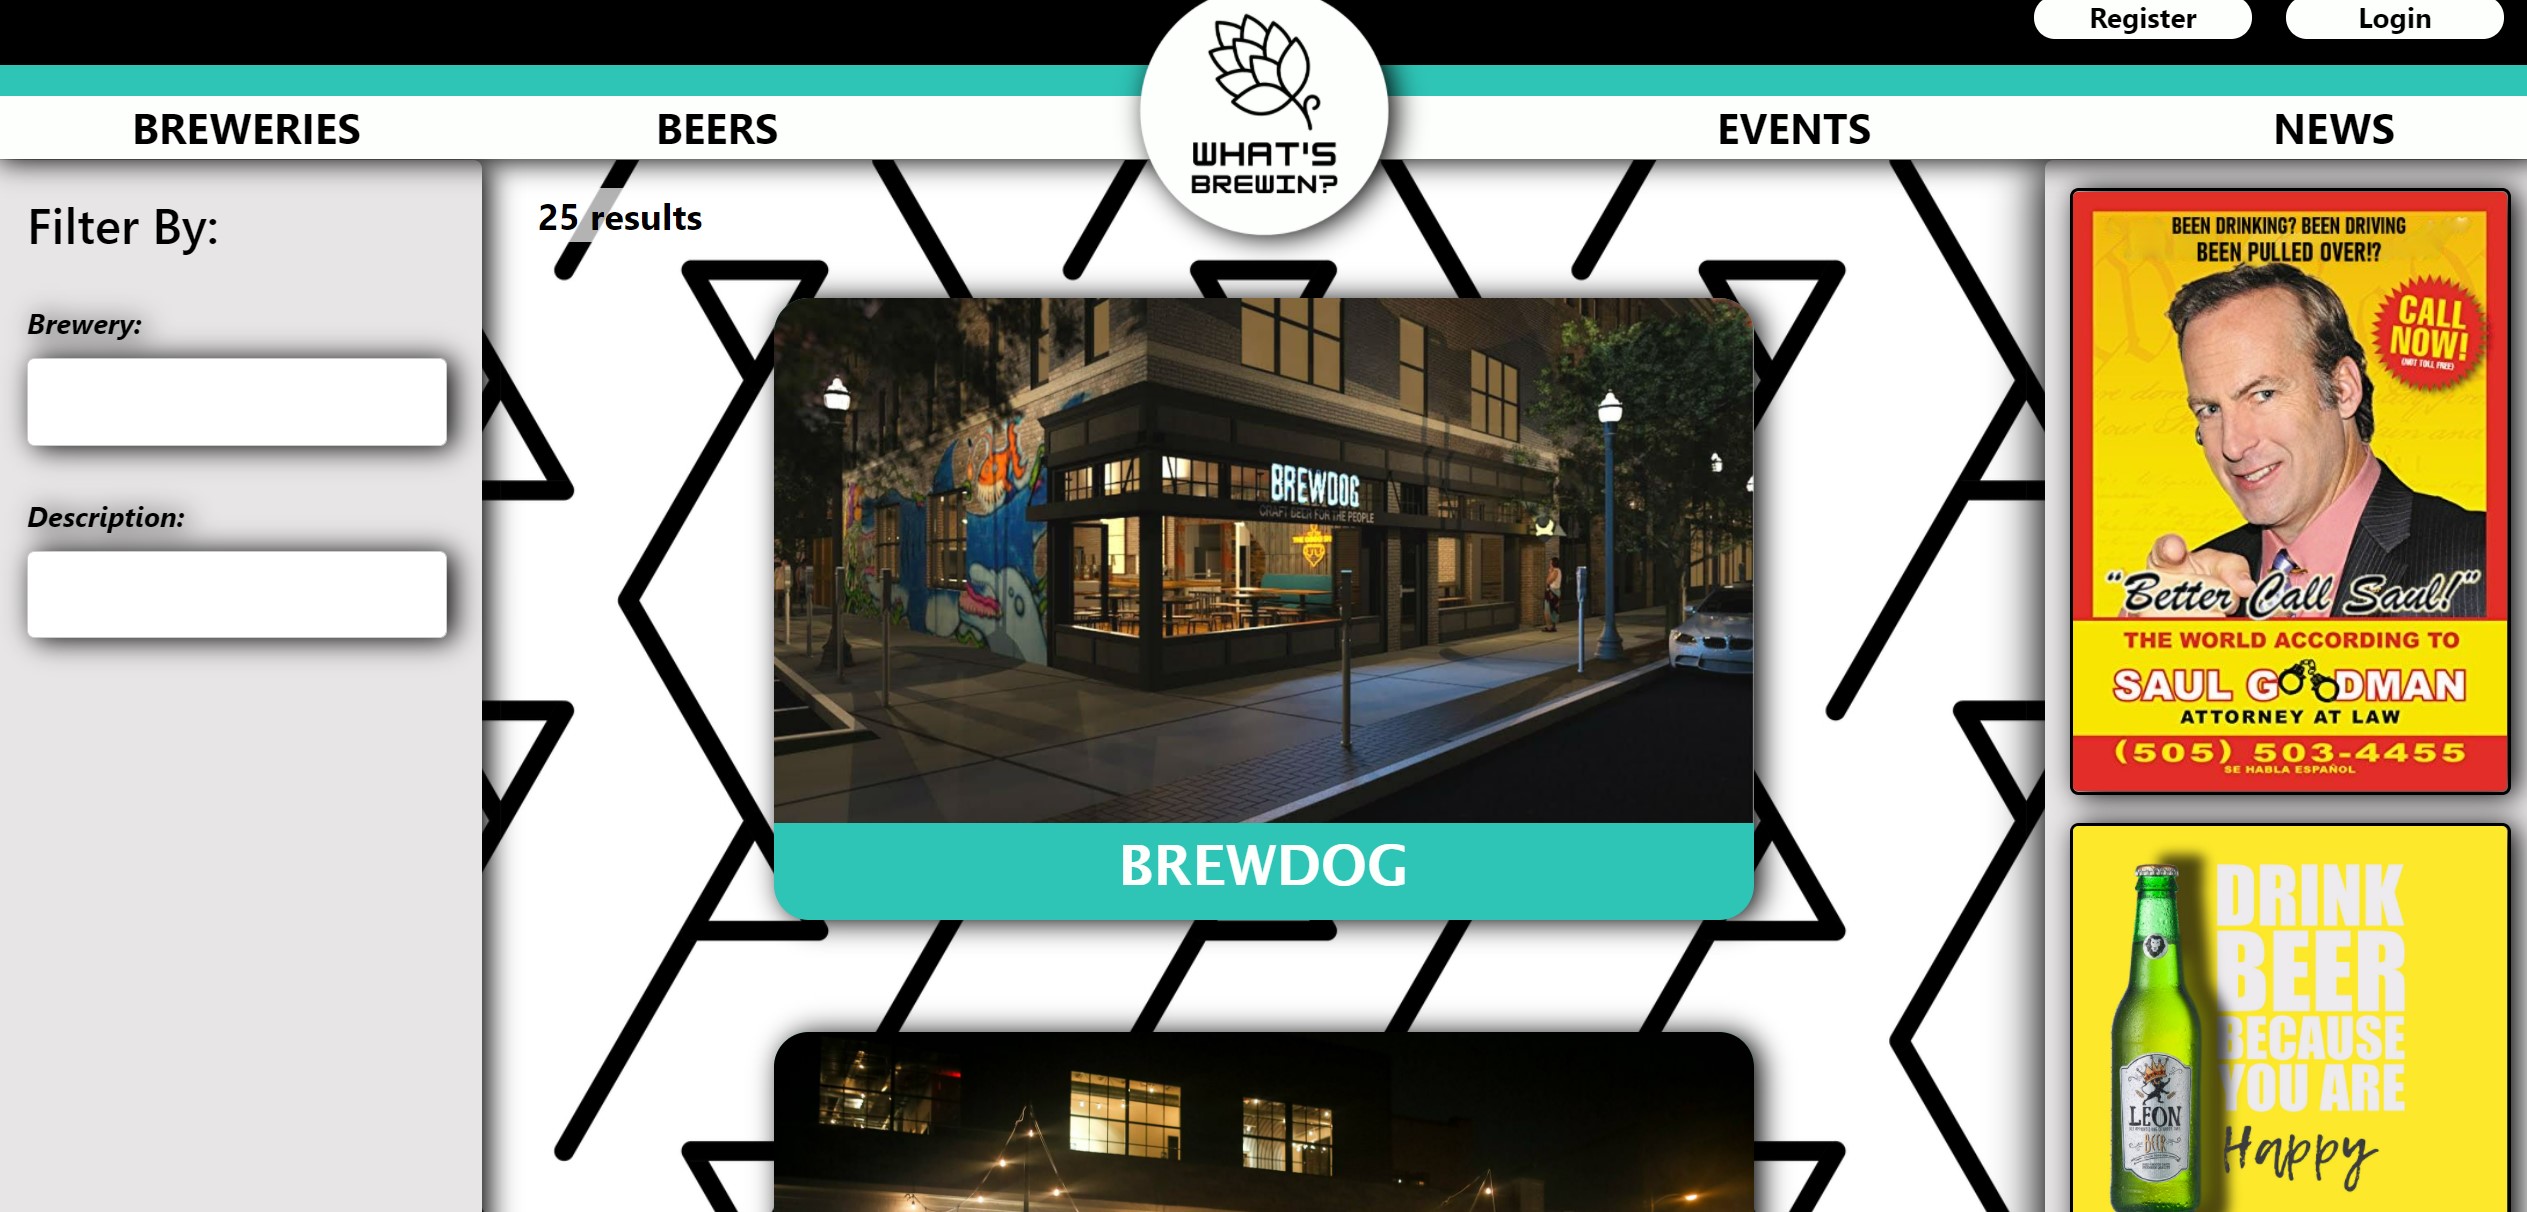 Register
Login
BREWERIES
BEERS
WHAT'S
BREWIN?
EVENTS
NEWS
Filter By:
Brewery:
Description:
25 results
BREWDOG
CRAFT BEER FOR THE PEOPLE
BREWDOG
BEEN DRINKING? BEEN DRIVING
BEEN PULLED OVER!?
CALL
NOW!
(NOT TOLL FREE)
"Better Call Saul!"
THE WORLD ACCORDING TO
SAUL GOODMAN
ATTORNEY AT LAW
(505) 503-4455
SE HABLA ESPAÑOL
DRINK
BEER
BECAUSE
YOU ARE
Happy
LEON
BEER